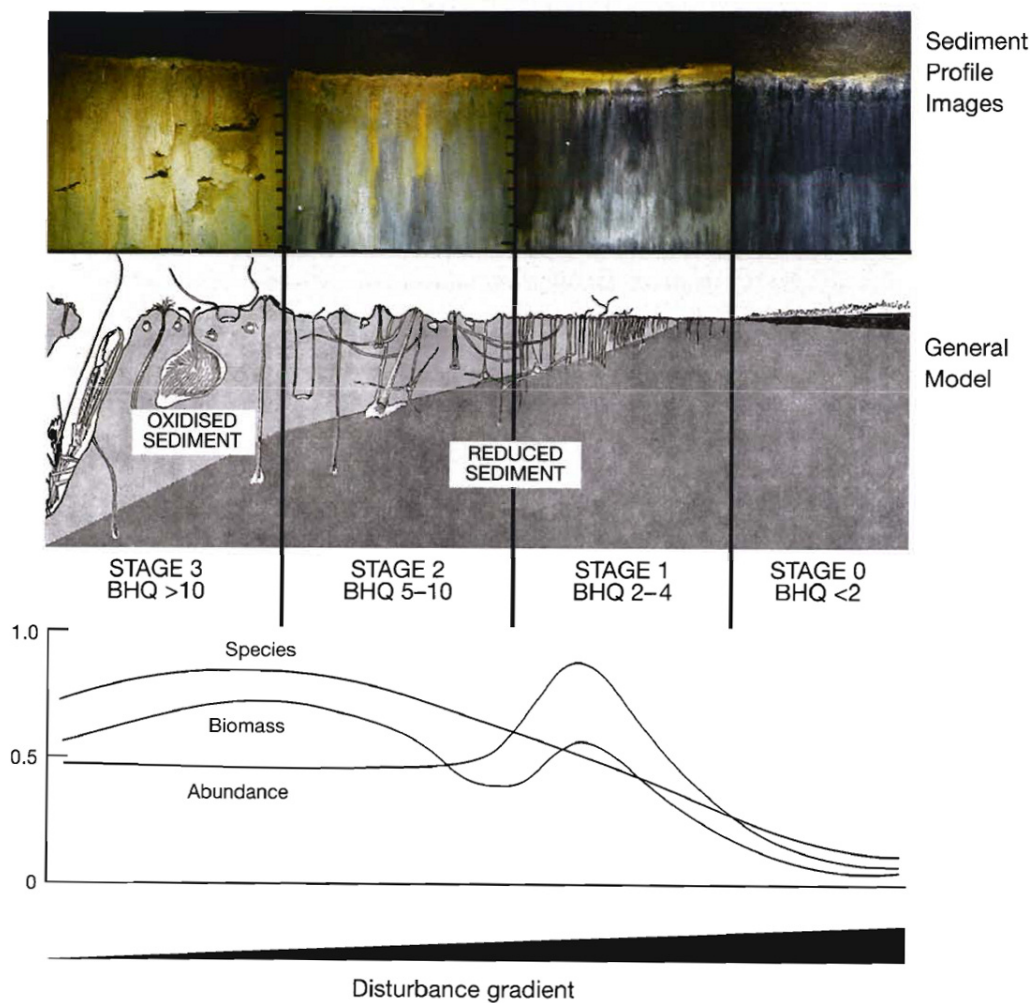 Sediment
Profile
Images
General
Model
OXIDISED
SEDIMENT
REDUCED
SEDIMENT
STAGE 3
BHQ >10
STAGE 2
BHQ 5–10
STAGE 1
BHQ 2–4
STAGE 0
BHQ <2
1.0
Species
Biomass
0.5
Abundance
0
Disturbance gradient